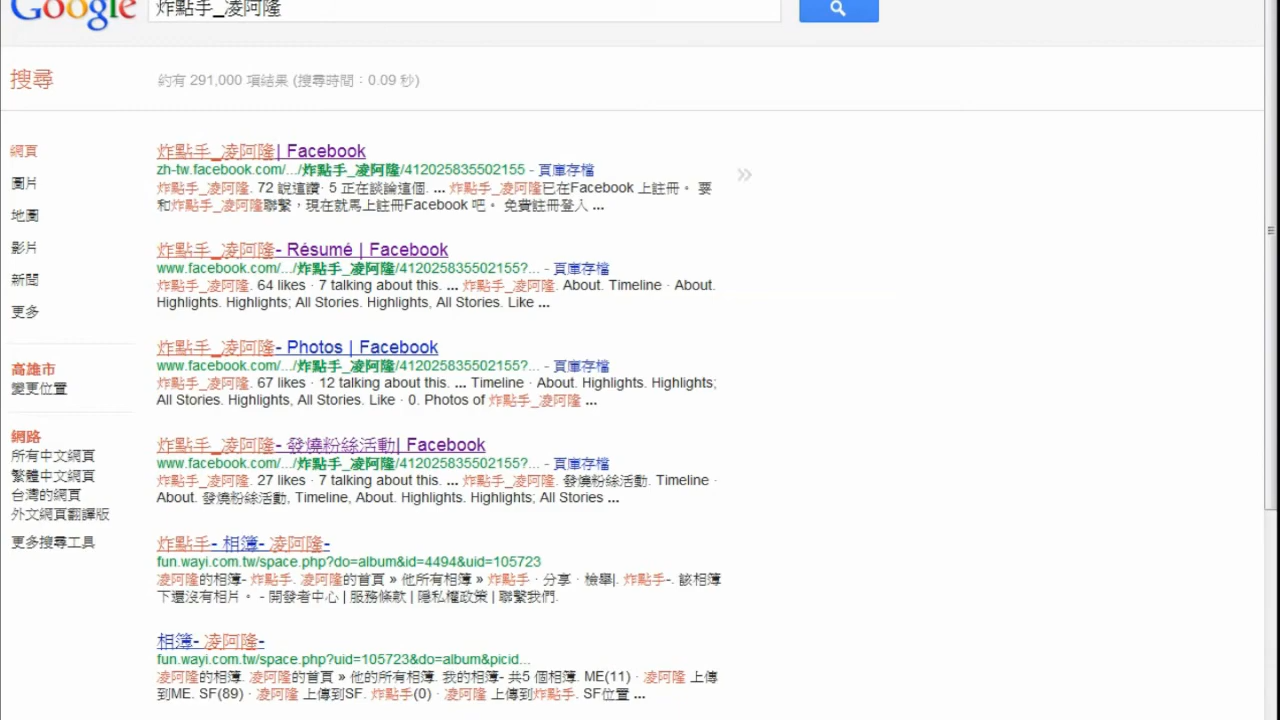 Google
炸點手_凌阿隆
搜尋
約有 291,000 項結果 (搜尋時間：0.09 秒)
網頁
圖片
地圖
影片
新聞
更多
高雄市
變更位置
網路
所有中文網頁
繁體中文網頁
台灣的網頁
外文網頁翻譯版
更多搜尋工具
炸點手_凌阿隆| Facebook
zh-tw.facebook.com/.../炸點手_凌阿隆/412025835502155 - 頁庫存檔
炸點手_凌阿隆. 72 說這讚· 5 正在談論這個. ... 炸點手_凌阿隆已在Facebook 上註冊。 要
和炸點手_凌阿隆聯繫，現在就馬上註冊Facebook 吧。 免費註冊登入 ...
»
炸點手_凌阿隆- Résumé | Facebook
www.facebook.com/.../炸點手_凌阿隆/412025835502155?... - 頁庫存檔
炸點手_凌阿隆. 64 likes · 7 talking about this. ... 炸點手_凌阿隆. About. Timeline · About.
Highlights. Highlights; All Stories. Highlights, All Stories. Like ...
炸點手_凌阿隆- Photos | Facebook
www.facebook.com/.../炸點手_凌阿隆/412025835502155?... - 頁庫存檔
炸點手_凌阿隆. 67 likes · 12 talking about this. ... Timeline · About. Highlights. Highlights;
All Stories. Highlights, All Stories. Like · 0. Photos of 炸點手_凌阿隆 ...
炸點手_凌阿隆- 發燒粉絲活動| Facebook
www.facebook.com/.../炸點手_凌阿隆/412025835502155?... - 頁庫存檔
炸點手_凌阿隆. 27 likes · 7 talking about this. ... 炸點手_凌阿隆. 發燒粉絲活動. Timeline ·
About. 發燒粉絲活動, Timeline, About. Highlights. Highlights; All Stories ...
炸點手- 相簿- 凌阿隆-
fun.wayi.com.tw/space.php?do=album&id=4494&uid=105723
凌阿隆的相簿- 炸點手. 凌阿隆的首頁 » 他所有相簿 » 炸點手 · 分享 · 檢舉|. 炸點手-. 該相簿
下還沒有相片。 - 開發者中心 | 服務條款 | 隱私權政策 | 聯繫我們.
相簿- 凌阿隆-
fun.wayi.com.tw/space.php?uid=105723&do=album&picid...
凌阿隆的相簿. 凌阿隆的首頁 » 他的所有相簿. 我的相簿- 共5 個相簿. ME(11) · 凌阿隆 上傳
到ME. SF(89) · 凌阿隆 上傳到SF. 炸點手(0) · 凌阿隆 上傳到炸點手. SF位置 ...